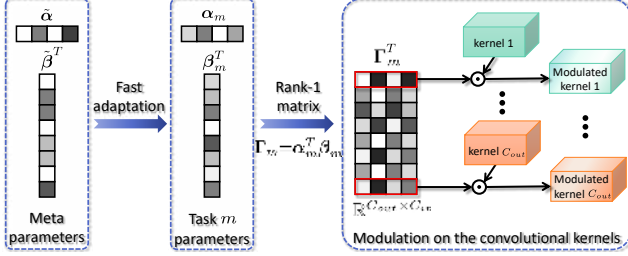 α̃
β̃^T
Meta
parameters
Fast
adaptation
α_m
β_m^T
Task m
parameters
Rank-1
matrix
Γ_m=α_m^T β_m
Γ_m^T
ℝ^{C_out × C_in}
kernel 1
Modulated
kernel 1
kernel C_out
Modulated
kernel C_out
Modulation on the convolutional kernels